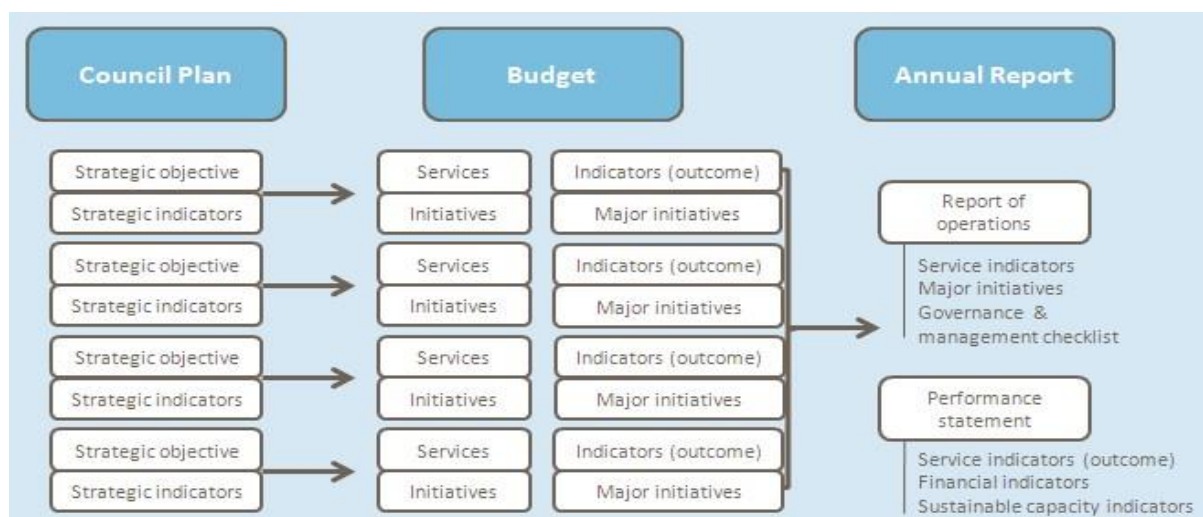 Council Plan
Budget
Annual Report
Strategic objective
Strategic indicators
Services
Initiatives
Indicators (outcome)
Major initiatives
Strategic objective
Strategic indicators
Services
Initiatives
Indicators (outcome)
Major initiatives
Strategic objective
Strategic indicators
Services
Initiatives
Indicators (outcome)
Major initiatives
Strategic objective
Strategic indicators
Services
Initiatives
Indicators (outcome)
Major initiatives
Report of
operations
Service indicators
Major initiatives
Governance &
management checklist
Performance
statement
Service indicators (outcome)
Financial indicators
Sustainable capacity indicators